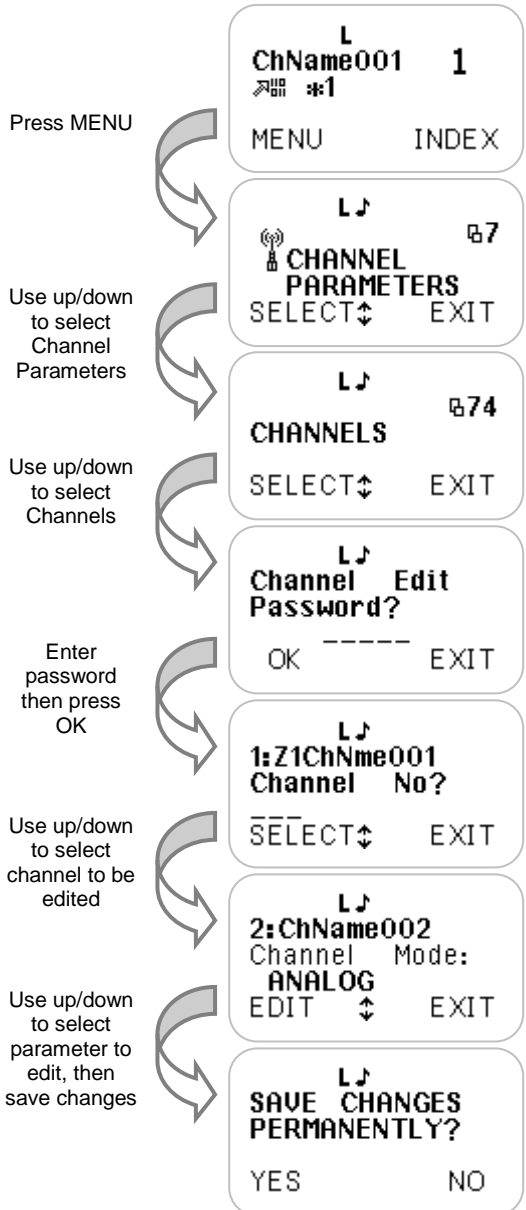 L
ChName001 1
*1
MENU INDEX
Press MENU
L♪
7
CHANNEL
PARAMETERS
SELECT↕ EXIT
Use up/down
to select
Channel
Parameters
L♪
74
CHANNELS
SELECT↕ EXIT
Use up/down
to select
Channels
L♪
Channel Edit
Password?
_____
OK EXIT
Enter
password
then press
OK
L♪
1:Z1ChNme001
Channel No?
___
SELECT↕ EXIT
Use up/down
to select
channel to be
edited
L♪
2:ChName002
Channel Mode:
ANALOG
EDIT ↕ EXIT
Use up/down
to select
parameter to
edit, then
save changes
L♪
SAVE CHANGES
PERMANENTLY?
YES NO